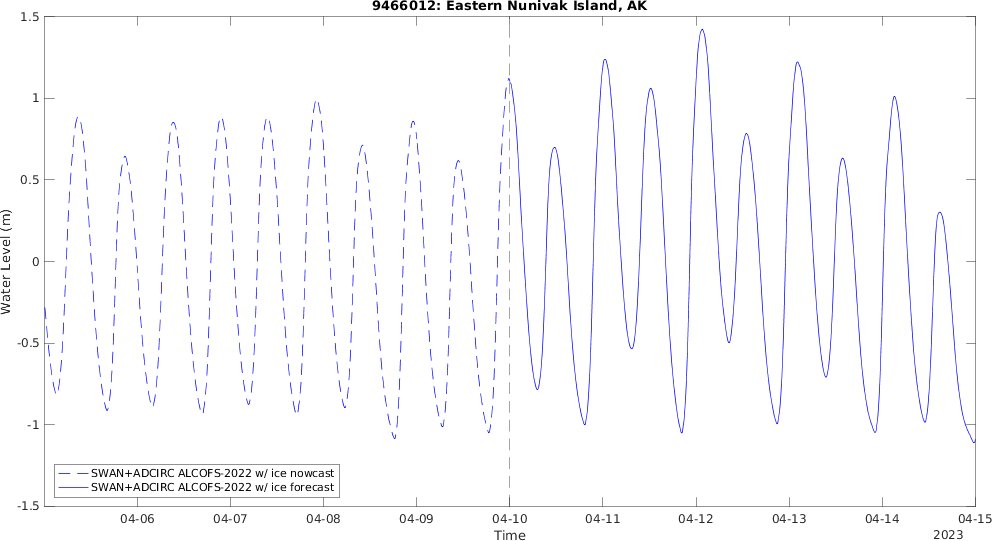 9466012: Eastern Nunivak Island, AK
1.5
1
0.5
0
-0.5
-1
-1.5
Water Level (m)
SWAN+ADCIRC ALCOFS-2022 w/ ice nowcast
SWAN+ADCIRC ALCOFS-2022 w/ ice forecast
04-06 04-07 04-08 04-09 04-10 04-11 04-12 04-13 04-14 04-15
Time
2023